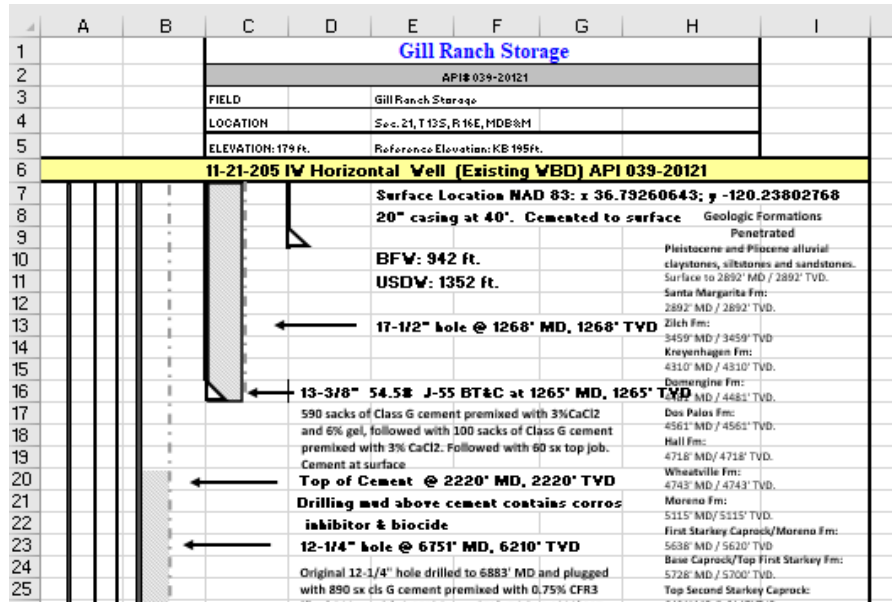 A B C D E F G H I
1 Gill Ranch Storage
2 API# 039-20121
3 FIELD Gill Ranch Storage
4 LOCATION Sec. 21, T 13S, R 16E, MDB&M
5 ELEVATION: 179 ft. Reference Elevation: KB 195ft.
6 11-21-205 IW Horizontal Well (Existing WBD) API 039-20121
7 Surface Location NAD 83: x 36.79260643; y -120.23802768
8 20" casing at 40'. Cemented to surface Geologic Formations
9 Penetrated
Pleistocene and Pliocene alluvial
10 BFW: 942 ft. claystones, siltstones and sandstones.
11 USDW: 1352 ft. Surface to 2892' MD / 2892' TVD.
Santa Margarita Fm:
12 2892' MD / 2892' TVD.
13 17-1/2" hole @ 1268' MD, 1268' TVD Zilch Fm:
14 3459' MD / 3459' TVD
Kreyenhagen Fm:
15 4310' MD / 4310' TVD.
Domengine Fm:
16 13-3/8" 54.5# J-55 BT&C at 1265' MD, 1265' TVD MD / 4481' TVD.
17 590 sacks of Class G cement premixed with 3%CaCl2 Dos Palos Fm:
18 and 6% gel, followed with 100 sacks of Class G cement 4561' MD / 4561' TVD.
premixed with 3% CaCl2. Followed with 60 sx top job. Hall Fm:
19 Cement at surface 4718' MD/ 4718' TVD.
Wheatville Fm:
20 Top of Cement @ 2220' MD, 2220' TVD 4743' MD / 4743' TVD.
21 Drilling mud above cement contains corros Moreno Fm:
22 inhibitor & biocide 5115' MD/ 5115' TVD.
First Starkey Caprock/Moreno Fm:
23 12-1/4" hole @ 6751' MD, 6210' TVD 5638' MD / 5620' TVD
Base Caprock/Top First Starkey Fm:
24 Original 12-1/4" hole drilled to 6883' MD and plugged 5728' MD / 5700' TVD.
25 with 890 sx cls G cement premixed with 0.75% CFR3 Top Second Starkey Caprock: